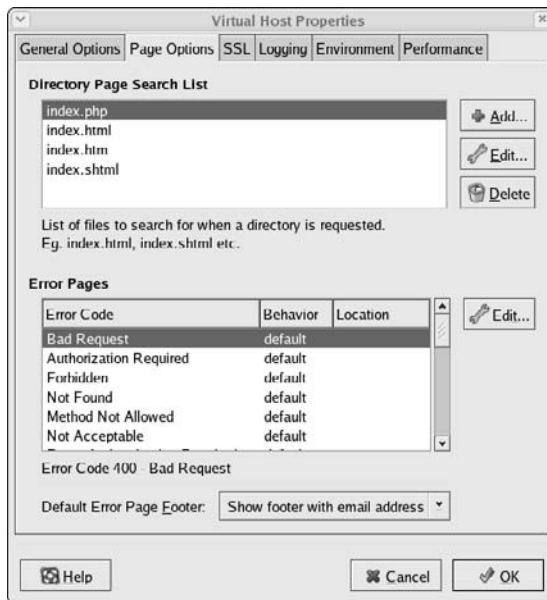 Virtual Host Properties
General Options Page Options SSL Logging Environment Performance
Directory Page Search List
index.php
index.html
index.htm
index.shtml
Add...
Edit...
Delete
List of files to search for when a directory is requested.
Eg. index.html, index.shtml etc.
Error Pages
Error Code Behavior Location
Bad Request default
Authorization Required default
Forbidden default
Not Found default
Method Not Allowed default
Not Acceptable default
Edit...
Error Code 400 - Bad Request
Default Error Page Footer: Show footer with email address
Help Cancel OK